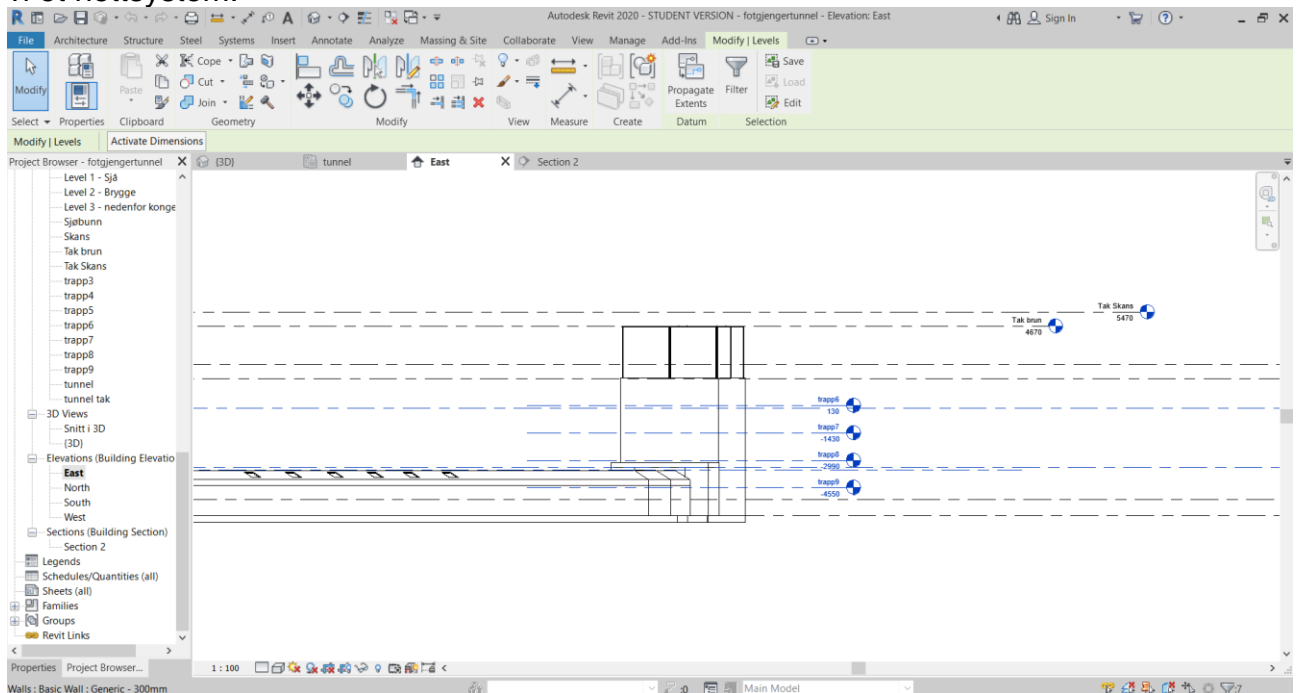 Autodesk Revit 2020 - STUDENT VERSION - fotgjengertunnel - Elevation: East
Sign In
File Architecture Structure Steel Systems Insert Annotate Analyze Massing & Site Collaborate View Manage Add-Ins Modify | Levels
Modify
Paste
Cope
Cut
Join
Propagate Extents
Filter
Save
Load
Edit
Select Properties Clipboard Geometry Modify View Measure Create Datum Selection
Modify | Levels Activate Dimensions
Project Browser - fotgjengertunnel X
{3D} tunnel East X Section 2
Level 1 - Sjå
Level 2 - Brygge
Level 3 - nedenfor konge
Sjøbunn
Skans
Tak brun
Tak Skans
trapp3
trapp4
trapp5
trapp6
trapp7
trapp8
trapp9
tunnel
tunnel tak
3D Views
Snitt i 3D
{3D}
Elevations (Building Elevatio
East
North
South
West
Sections (Building Section)
Section 2
Legends
Schedules/Quantities (all)
Sheets (all)
Families
Groups
Revit Links
Tak Skans
5470
Tak brun
4670
trapp6
130
trapp7
-1430
trapp8
-2990
trapp9
-4550
Properties Project Browser...
1 : 100
Walls : Basic Wall : Generic - 300mm
:0
Main Model
:7